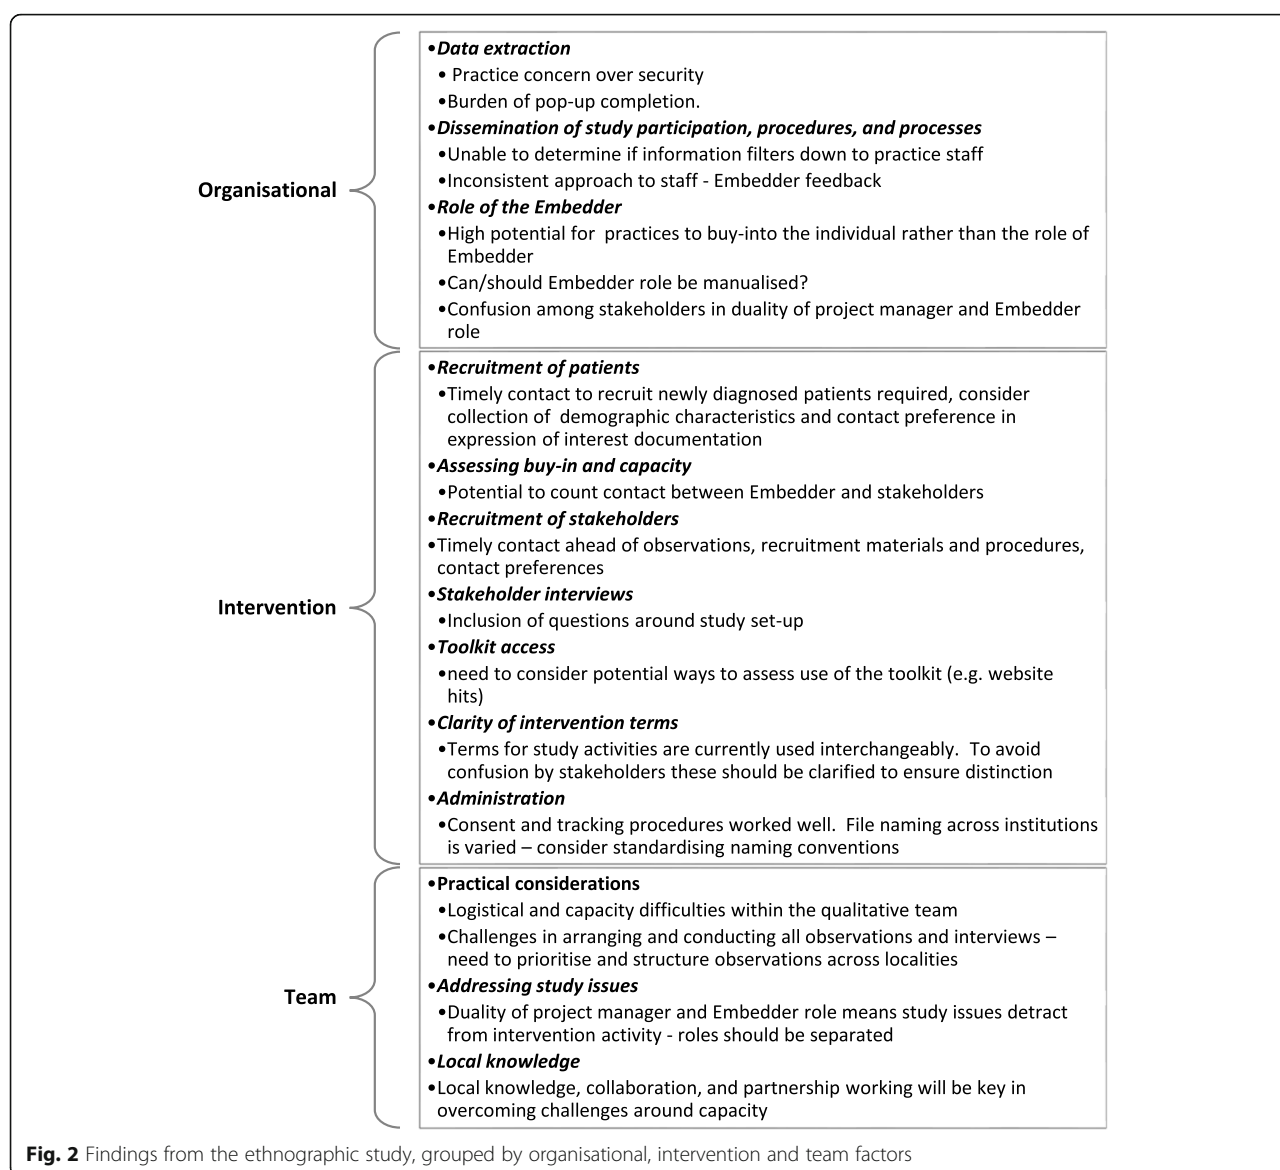 Organisational
•Data extraction
• Practice concern over security
•Burden of pop-up completion.
•Dissemination of study participation, procedures, and processes
•Unable to determine if information filters down to practice staff
•Inconsistent approach to staff - Embedder feedback
•Role of the Embedder
•High potential for  practices to buy-into the individual rather than the role of
Embedder
•Can/should Embedder role be manualised?
•Confusion among stakeholders in duality of project manager and Embedder
role
Intervention
•Recruitment of patients
•Timely contact to recruit newly diagnosed patients required, consider
collection of  demographic characteristics and contact preference in
expression of interest documentation
•Assessing buy-in and capacity
•Potential to count contact between Embedder and stakeholders
•Recruitment of stakeholders
•Timely contact ahead of observations, recruitment materials and procedures,
contact preferences
•Stakeholder interviews
•Inclusion of questions around study set-up
•Toolkit access
•need to consider potential ways to assess use of the toolkit (e.g. website
hits)
•Clarity of intervention terms
•Terms for study activities are currently used interchangeably.  To avoid
confusion by stakeholders these should be clarified to ensure distinction
•Administration
•Consent and tracking procedures worked well.  File naming across institutions
is varied – consider standardising naming conventions
Team
•Practical considerations
•Logistical and capacity difficulties within the qualitative team
•Challenges in arranging and conducting all observations and interviews –
need to prioritise and structure observations across localities
•Addressing study issues
•Duality of project manager and Embedder role means study issues detract
from intervention activity - roles should be separated
•Local knowledge
•Local knowledge, collaboration, and partnership working will be key in
overcoming challenges around capacity
Fig. 2 Findings from the ethnographic study, grouped by organisational, intervention and team factors